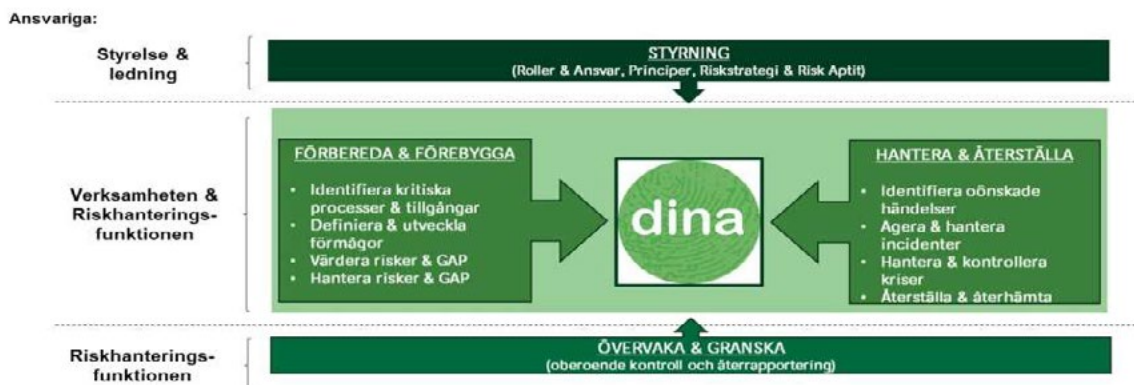 Ansvariga:
Styrelse &
ledning
STYRNING
(Roller & Ansvar, Principer, Riskstrategi & Risk Aptit)
Verksamheten &
Riskhanterings-
funktionen
FÖRBEREDA & FÖREBYGGA
• Identifiera kritiska
processer & tillgångar
• Definiera & utveckla
förmågor
• Värdera risker & GAP
• Hantera risker & GAP
dina
HANTERA & ÅTERSTÄLLA
• Identifiera oönskade
händelser
• Agera & hantera
incidenter
• Hantera & kontrollera
kriser
• Återställa & återhämta
Riskhanterings-
funktionen
ÖVERVAKA & GRANSKA
(oberoende kontroll och återrapportering)